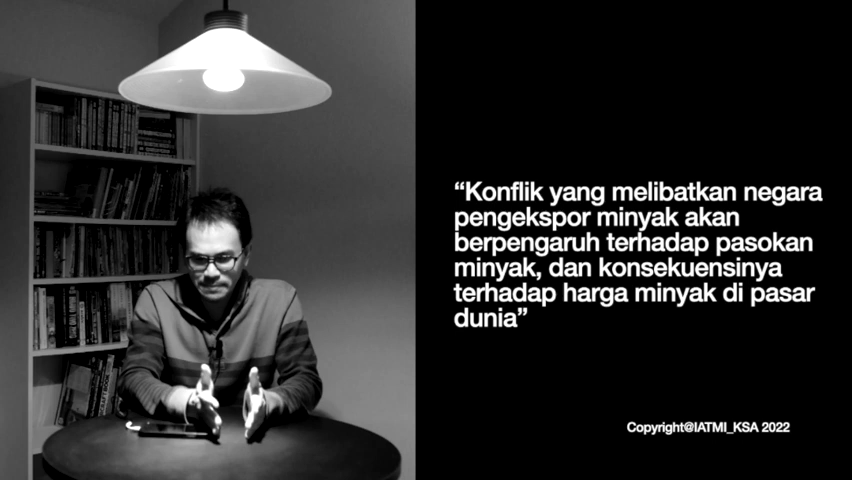 “Konflik yang melibatkan negara
pengekspor minyak akan
berpengaruh terhadap pasokan
minyak, dan konsekuensinya
terhadap harga minyak di pasar
dunia”
Copyright@IATMI_KSA 2022